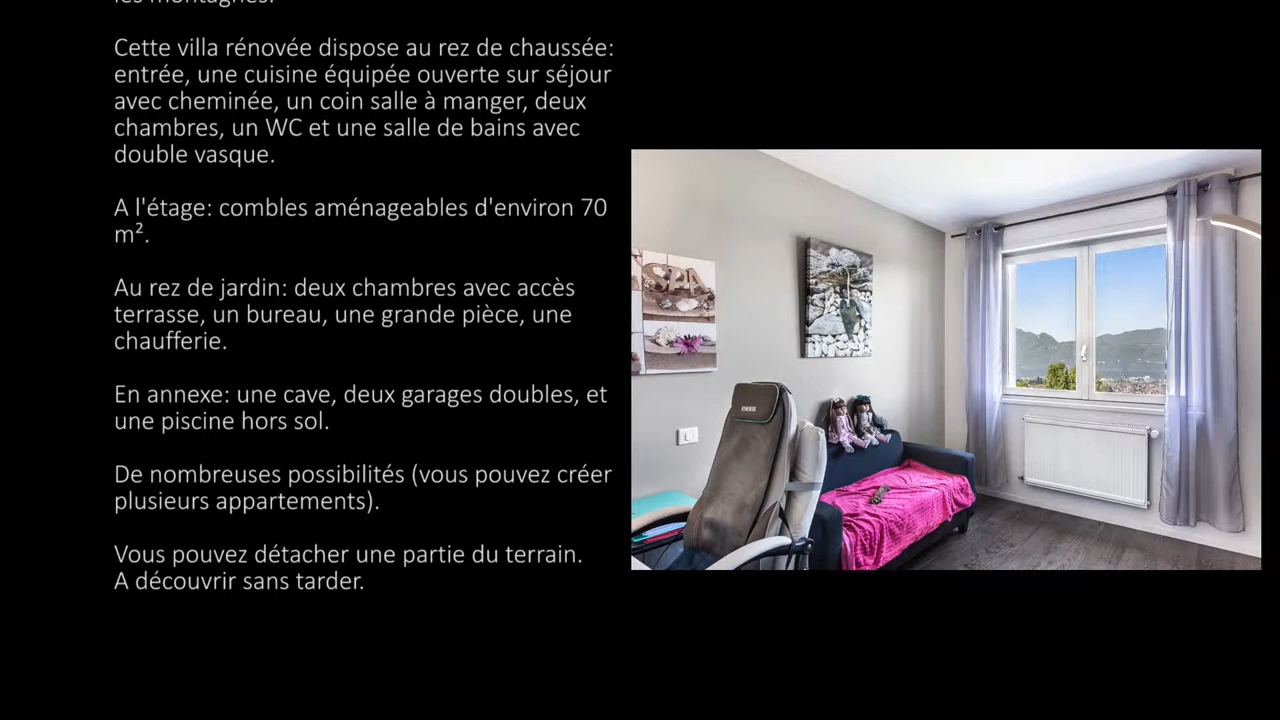 les montagnes.
Cette villa rénovée dispose au rez de chaussée:
entrée, une cuisine équipée ouverte sur séjour
avec cheminée, un coin salle à manger, deux
chambres, un WC et une salle de bains avec
double vasque.
A l'étage: combles aménageables d'environ 70
m².
Au rez de jardin: deux chambres avec accès
terrasse, un bureau, une grande pièce, une
chaufferie.
En annexe: une cave, deux garages doubles, et
une piscine hors sol.
De nombreuses possibilités (vous pouvez créer
plusieurs appartements).
Vous pouvez détacher une partie du terrain.
A découvrir sans tarder.
SPA